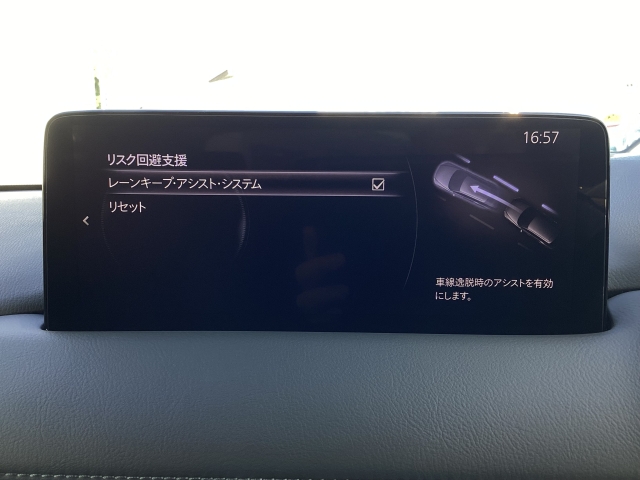 16:57
リスク回避支援
レーンキープ・アシスト・システム
リセット
車線逸脱時のアシストを有効
にします。